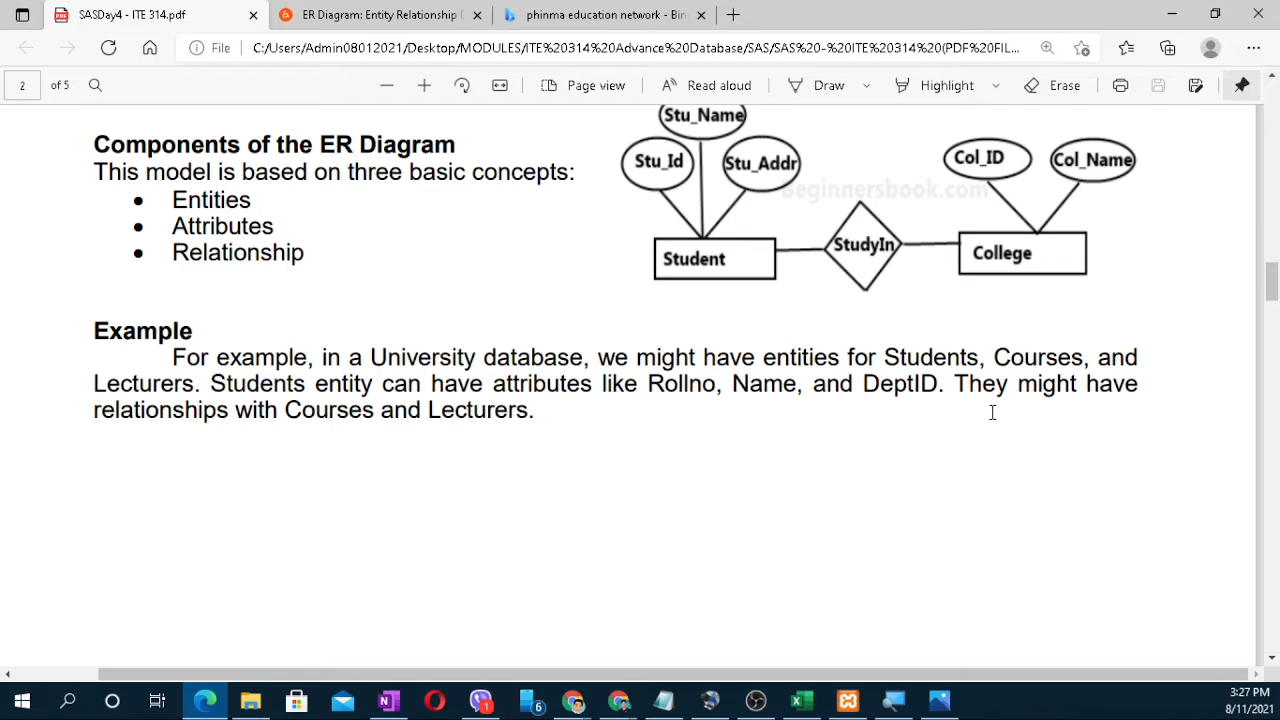 SASDay4 - ITE 314.pdf
ER Diagram: Entity Relationship
phinma education network - Bin
File
C:/Users/Admin08012021/Desktop/MODULES/ITE%20314%20Advance%20Database/SAS/SAS%20-%20ITE%20314%20(PDF%20FIL...
2 of 5
Page view
Read aloud
Draw
Highlight
Erase
Stu_Name
Components of the ER Diagram
This model is based on three basic concepts:
• Entities
• Attributes
• Relationship
Stu_Id
Stu_Addr
Col_ID
Col_Name
Beginnersbook.com
Student
StudyIn
College
Example
For example, in a University database, we might have entities for Students, Courses, and
Lecturers. Students entity can have attributes like Rollno, Name, and DeptID. They might have
relationships with Courses and Lecturers.
1
6
3:27 PM
8/11/2021